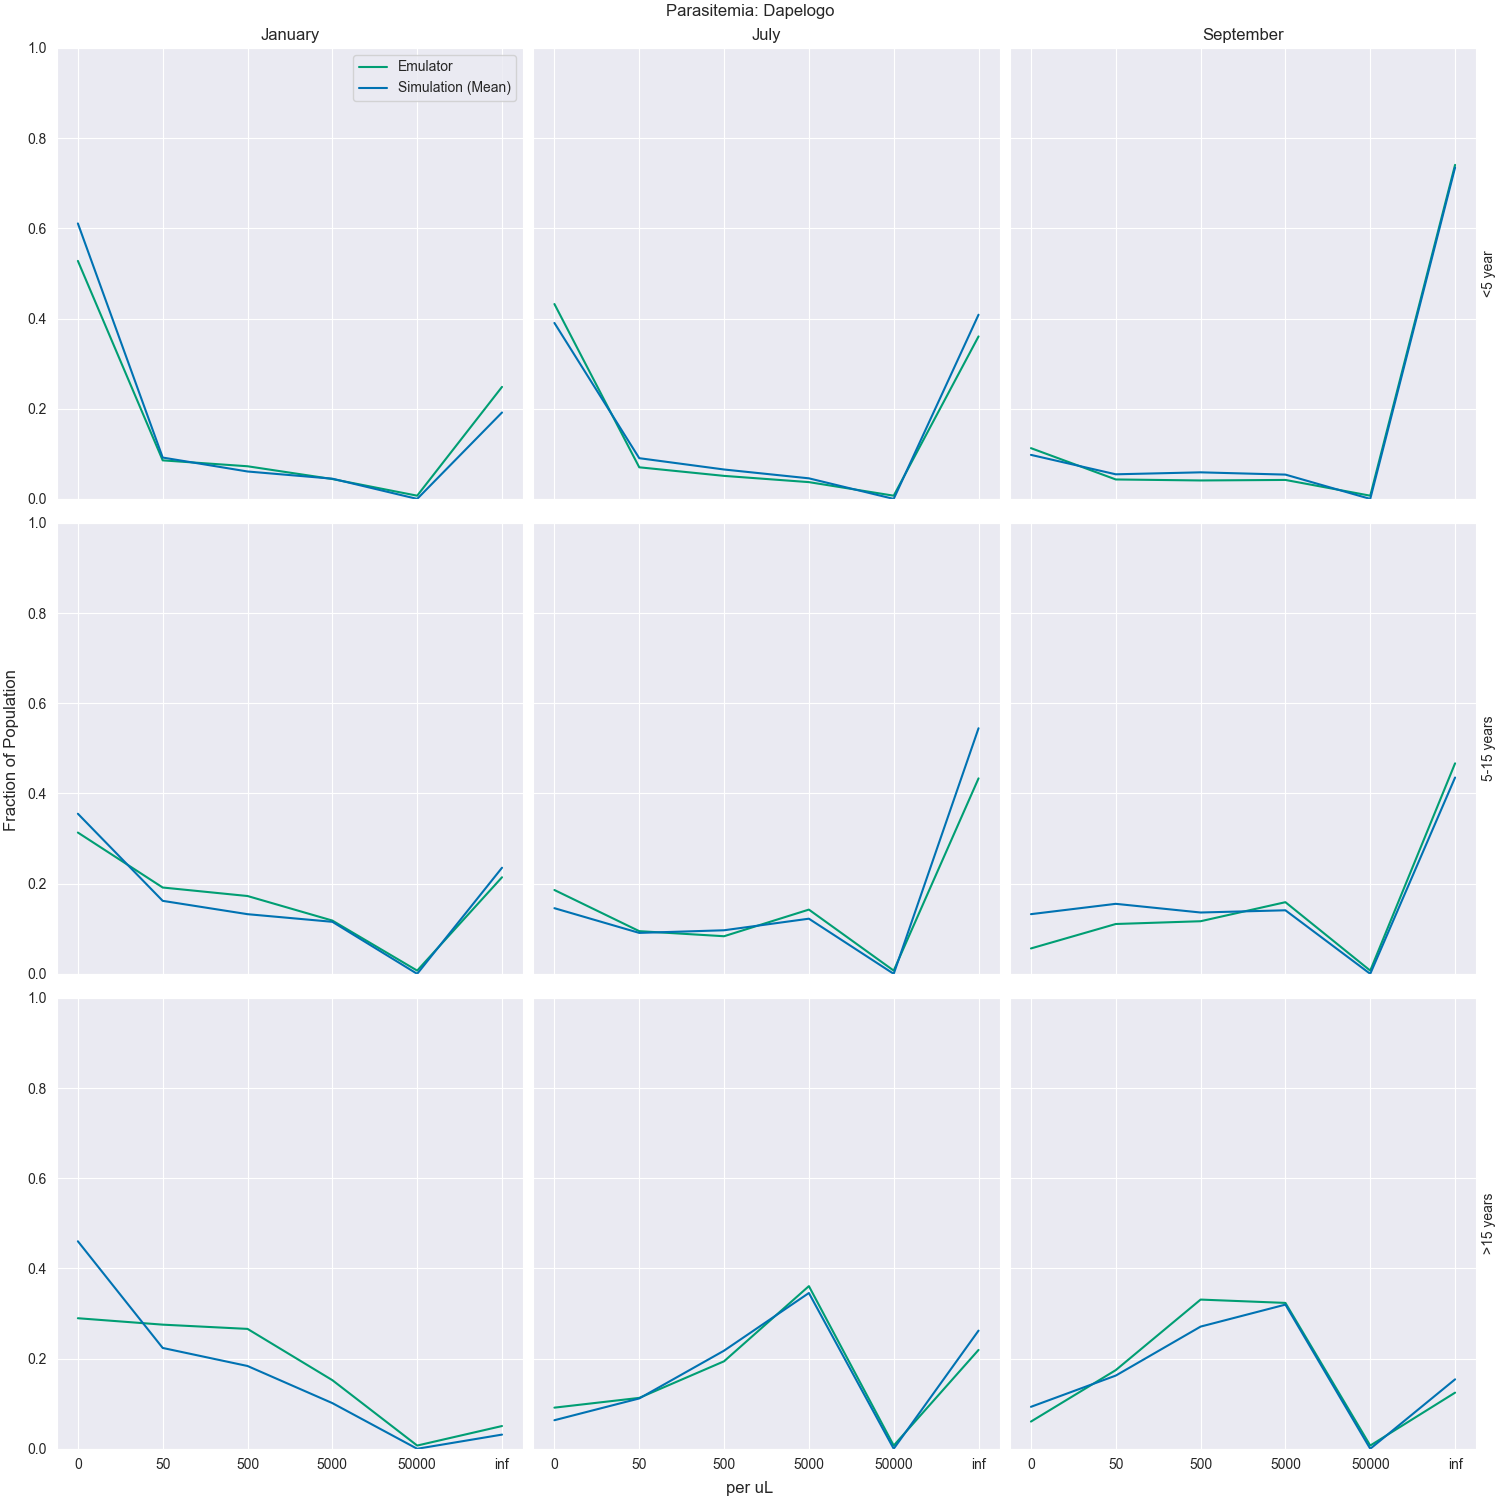 Parasitemia: Dapelogo
January July September
Emulator
Simulation (Mean)
1.0
0.8
0.6
0.4
0.2
0.0
<5 year
1.0
0.8
0.6
0.4
0.2
0.0
Fraction of Population
5-15 years
1.0
0.8
0.6
0.4
0.2
0.0
>15 years
0 50 500 5000 50000 inf 0 50 500 5000 50000 inf 0 50 500 5000 50000 inf
per uL